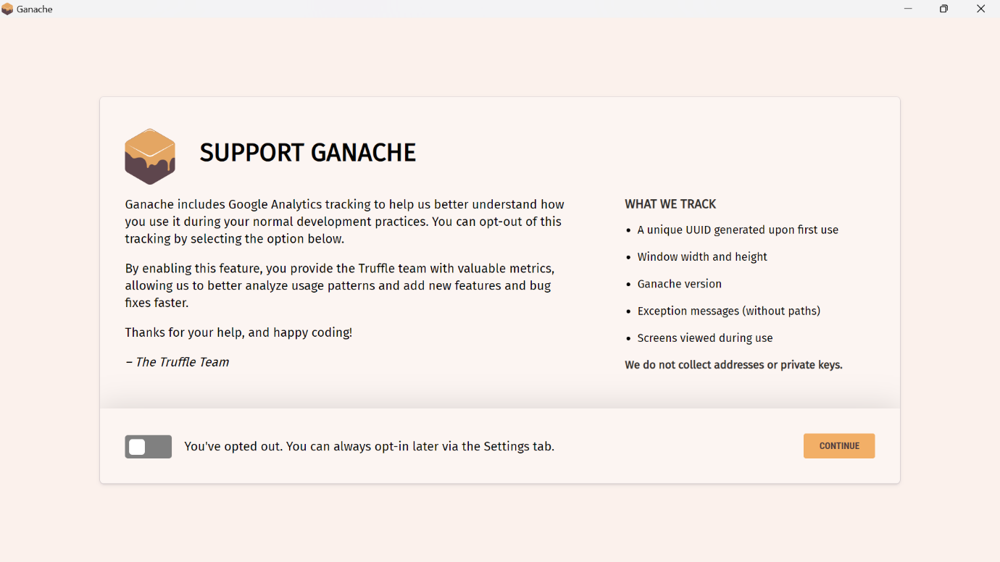 Ganache
SUPPORT GANACHE
Ganache includes Google Analytics tracking to help us better understand how
you use it during your normal development practices. You can opt-out of this
tracking by selecting the option below.
By enabling this feature, you provide the Truffle team with valuable metrics,
allowing us to better analyze usage patterns and add new features and bug
fixes faster.
Thanks for your help, and happy coding!
– The Truffle Team
WHAT WE TRACK
• A unique UUID generated upon first use
• Window width and height
• Ganache version
• Exception messages (without paths)
• Screens viewed during use
We do not collect addresses or private keys.
You've opted out. You can always opt-in later via the Settings tab.
CONTINUE